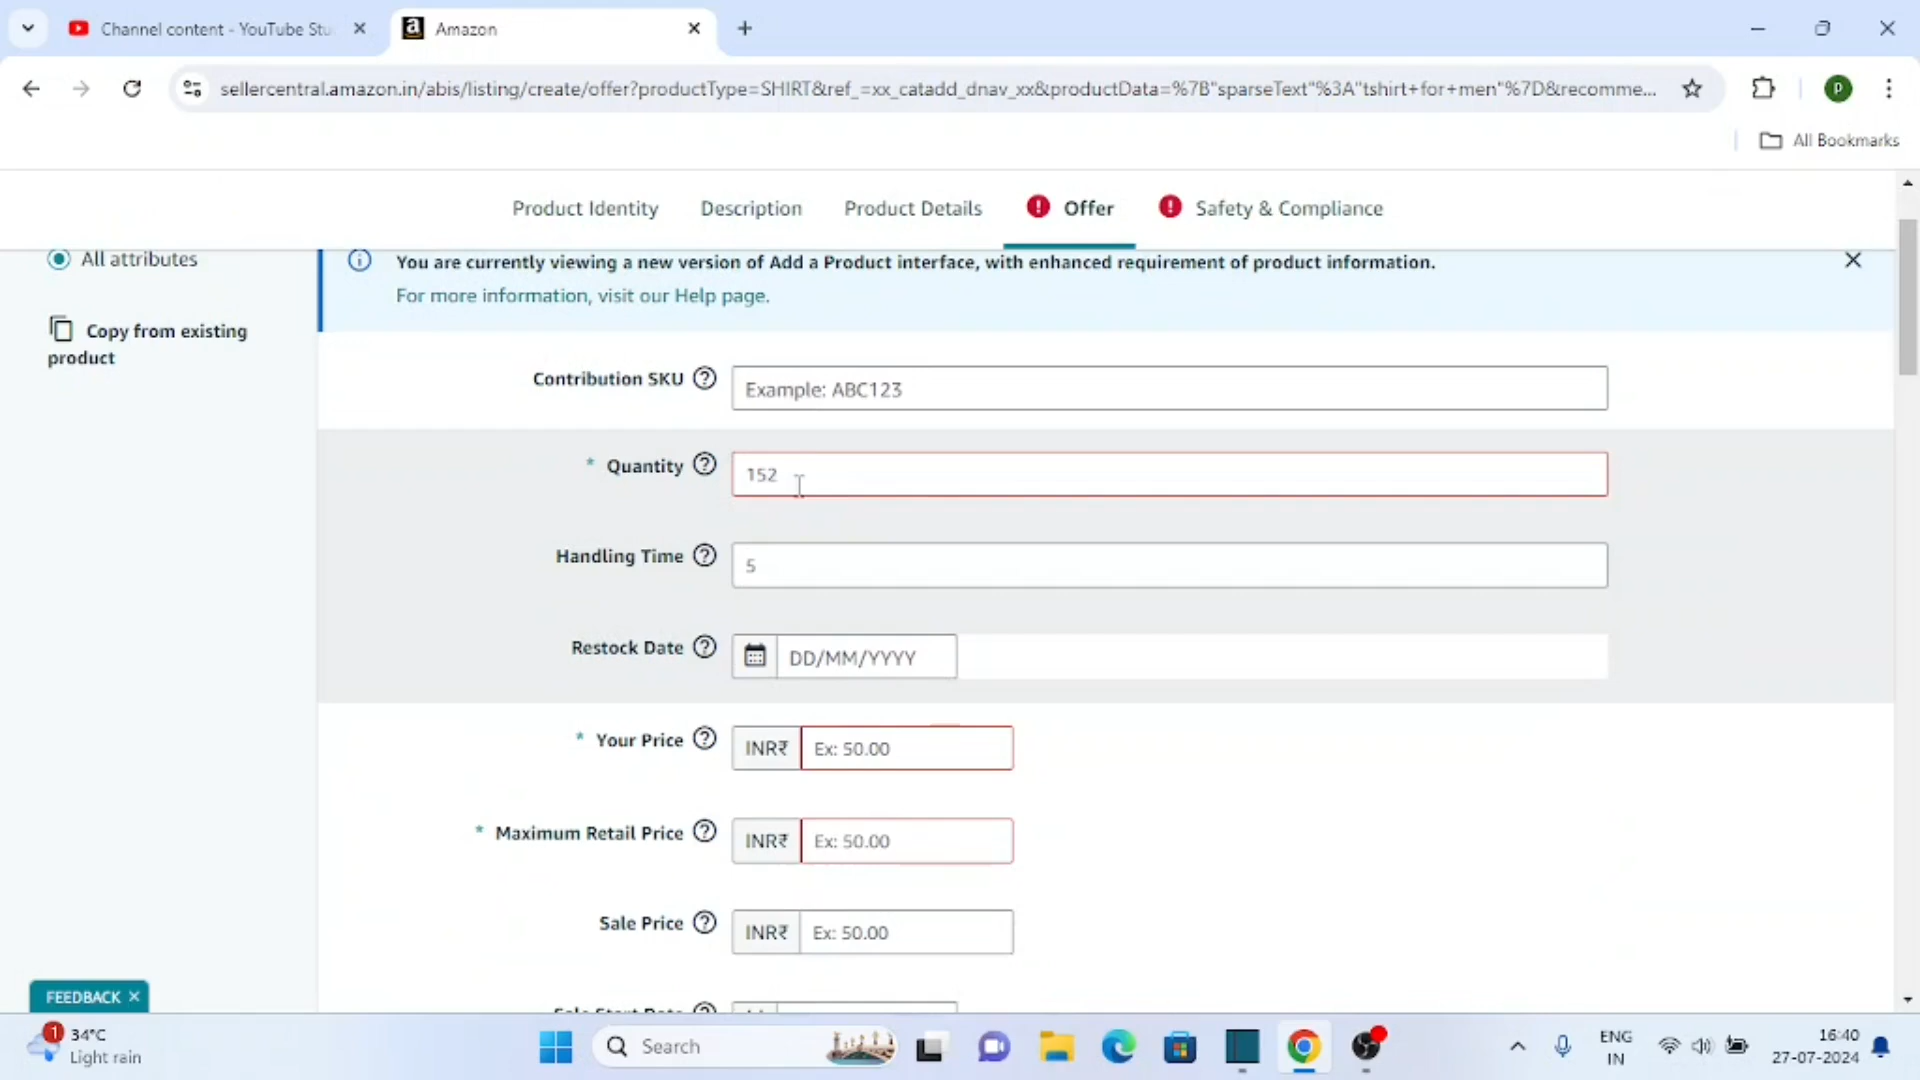 Channel content - YouTube Stu
Amazon
sellercentral.amazon.in/abis/listing/create/offer?productType=SHIRT&ref_=xx_catadd_dnav_xx&productData=%7B"sparseText"%3A"tshirt+for+men"%7D&recomme...
P
All Bookmarks
Product Identity
Description
Product Details
Offer
Safety & Compliance
All attributes
You are currently viewing a new version of Add a Product interface, with enhanced requirement of product information.
For more information, visit our Help page.
Copy from existing
product
Contribution SKU
Example: ABC123
* Quantity
152
Handling Time
5
Restock Date
DD/MM/YYYY
* Your Price
INR₹ Ex: 50.00
* Maximum Retail Price
INR₹ Ex: 50.00
Sale Price
INR₹ Ex: 50.00
Sale Start Date
FEEDBACK
1
34°C
Light rain
Search
ENG
IN
16:40
27-07-2024